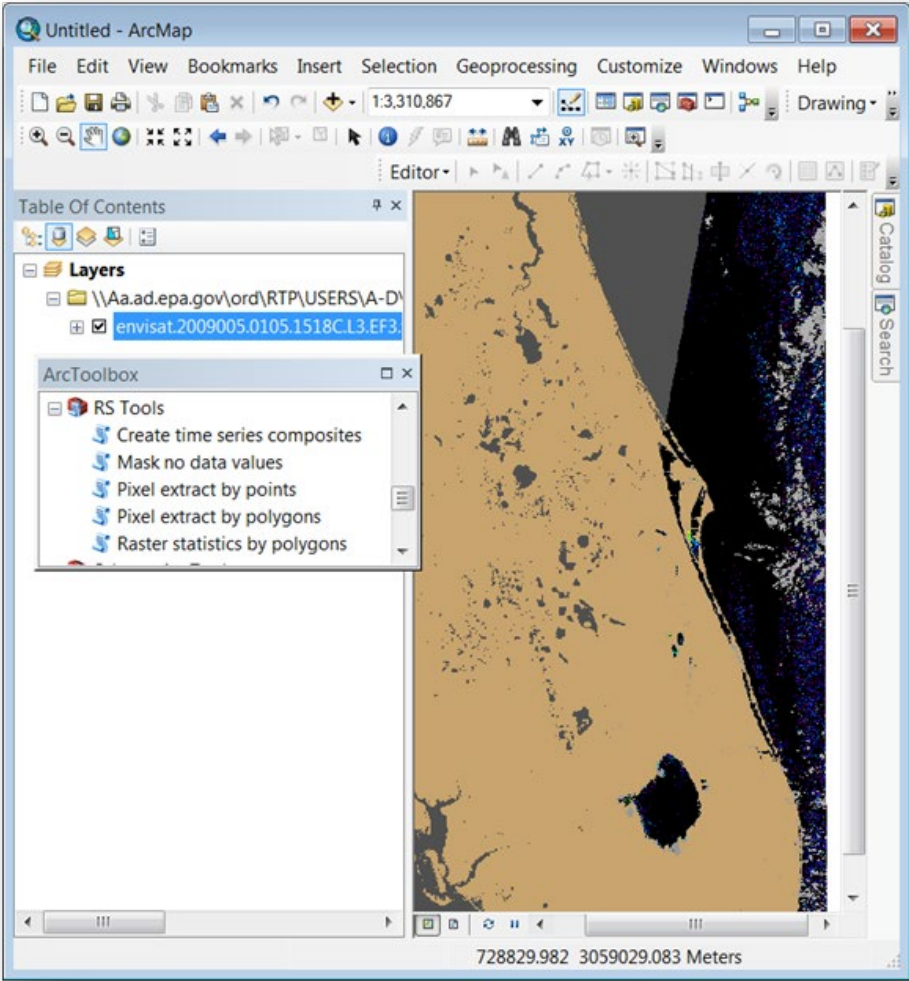 Untitled - ArcMap
File Edit View Bookmarks Insert Selection Geoprocessing Customize Windows Help
1:3,310,867 Drawing
Editor
Table Of Contents
Layers
\\Aa.ad.epa.gov\ord\RTP\USERS\A-D\
envisat.2009005.0105.1518C.L3.EF3.
ArcToolbox
RS Tools
Create time series composites
Mask no data values
Pixel extract by points
Pixel extract by polygons
Raster statistics by polygons
Catalog
Search
728829.982 3059029.083 Meters